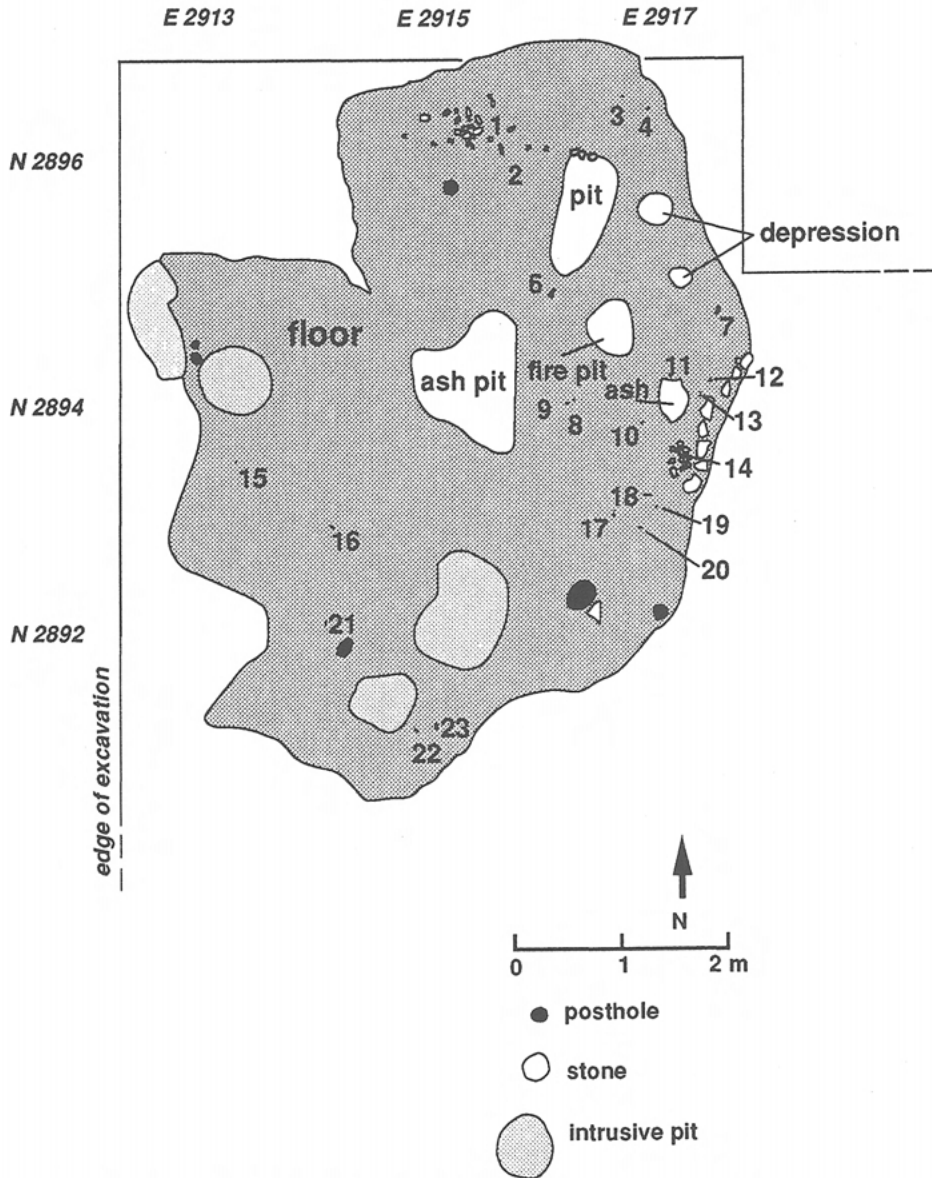 E 2913 E 2915 E 2917
1 3 4
N 2896
2
pit
depression
6
7
floor
fire pit 11 12
ash pit ash
N 2894
9 8 13
10
14
15
18
19
16 17
20
21
N 2892
23
22
edge of excavation
N
0 1 2 m
posthole
stone
intrusive pit